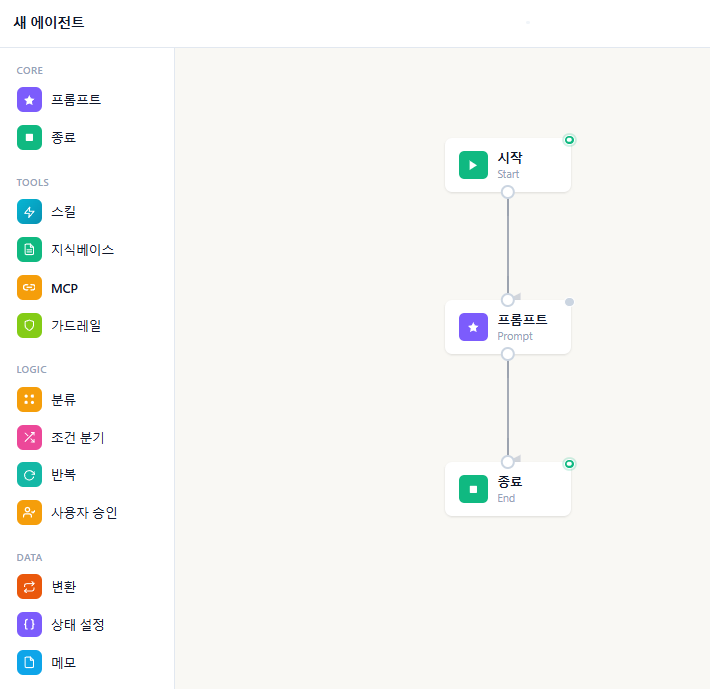 새 에이전트
CORE
프롬프트
종료
TOOLS
스킬
지식베이스
MCP
가드레일
LOGIC
분류
조건 분기
반복
사용자 승인
DATA
변환
상태 설정
메모
시작
Start
프롬프트
Prompt
종료
End